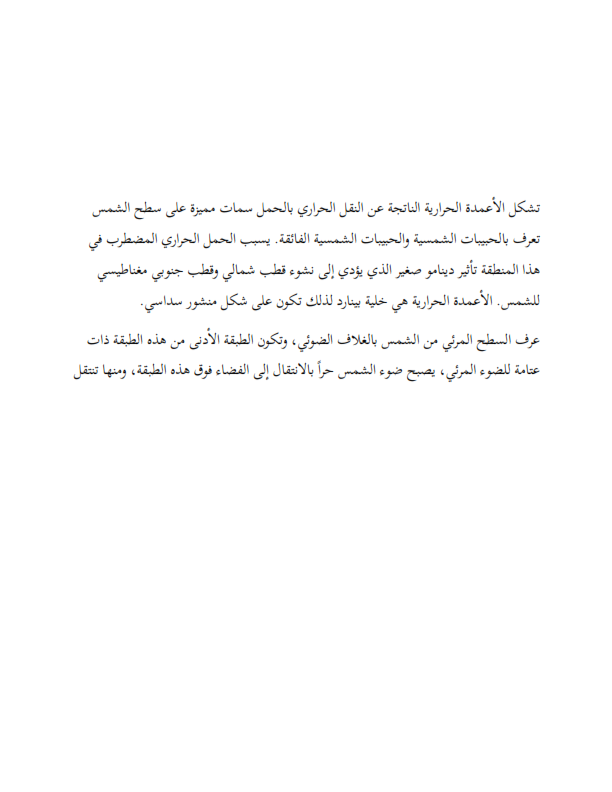 تشكل الأعمدة الحرارية الناتجة عن النقل الحراري بالحمل سمات مميزة على سطح الشمس
تعرف بالحبيبات الشمسية والحبيبات الشمسية الفائقة. يسبب الحمل الحراري المضطرب في
هذا المنطقة تأثير دينامو صغير الذي يؤدي إلى نشوء قطب شمالي وقطب جنوبي مغناطيسي
للشمس. الأعمدة الحرارية هي خلية بينارد لذلك تكون على شكل منشور سداسي.
عرف السطح المرئي من الشمس بالغلاف الضوئي، وتكون الطبقة الأدنى من هذه الطبقة ذات
عتامة للضوء المرئي، يصبح ضوء الشمس حراً بالانتقال إلى الفضاء فوق هذه الطبقة، ومنها تنتقل